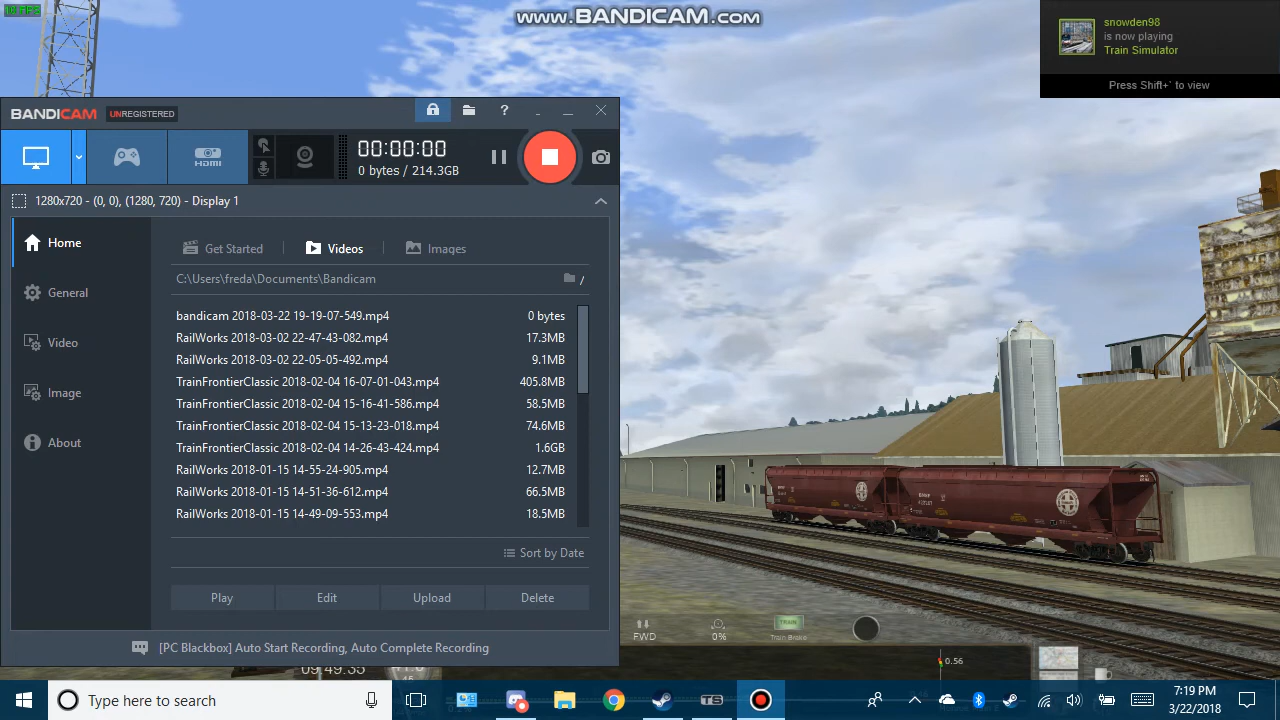 www.BANDICAM.com
snowden98
is now playing
Train Simulator
Press Shift+` to view
BANDICAM UNREGISTERED
?
HDMI
00:00:00
0 bytes / 214.3GB
1280x720 - (0, 0), (1280, 720) - Display 1
Home
General
Video
Image
About
Get Started
Videos
Images
C:\Users\freda\Documents\Bandicam
/
bandicam 2018-03-22 19-19-07-549.mp4 0 bytes
RailWorks 2018-03-02 22-47-43-082.mp4 17.3MB
RailWorks 2018-03-02 22-05-05-492.mp4 9.1MB
TrainFrontierClassic 2018-02-04 16-07-01-043.mp4 405.8MB
TrainFrontierClassic 2018-02-04 15-16-41-586.mp4 58.5MB
TrainFrontierClassic 2018-02-04 15-13-23-018.mp4 74.6MB
TrainFrontierClassic 2018-02-04 14-26-43-424.mp4 1.6GB
RailWorks 2018-01-15 14-55-24-905.mp4 12.7MB
RailWorks 2018-01-15 14-51-36-612.mp4 66.5MB
RailWorks 2018-01-15 14-49-09-553.mp4 18.5MB
Sort by Date
Play Edit Upload Delete
[PC Blackbox] Auto Start Recording, Auto Complete Recording
BNSF
FWD
0%
TRAIN
Train Brake
0.56
09:49:35
Type here to search
TS
7:19 PM
3/22/2018